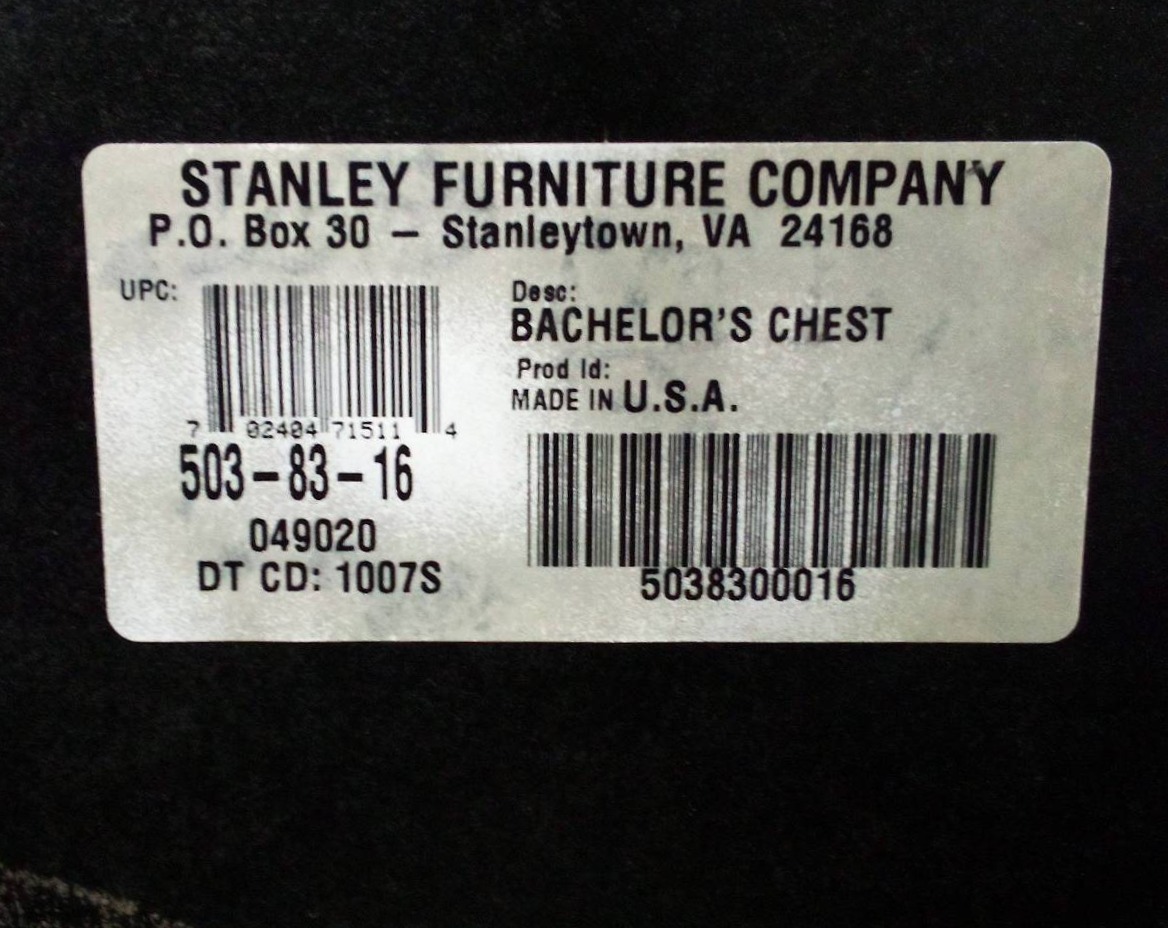 STANLEY FURNITURE COMPANY
P.O. Box 30 – Stanleytown, VA 24168
UPC:
7 02404 71511 4
503-83-16
049020
DT CD: 1007S
Desc:
BACHELOR'S CHEST
Prod Id:
MADE IN U.S.A.
5038300016